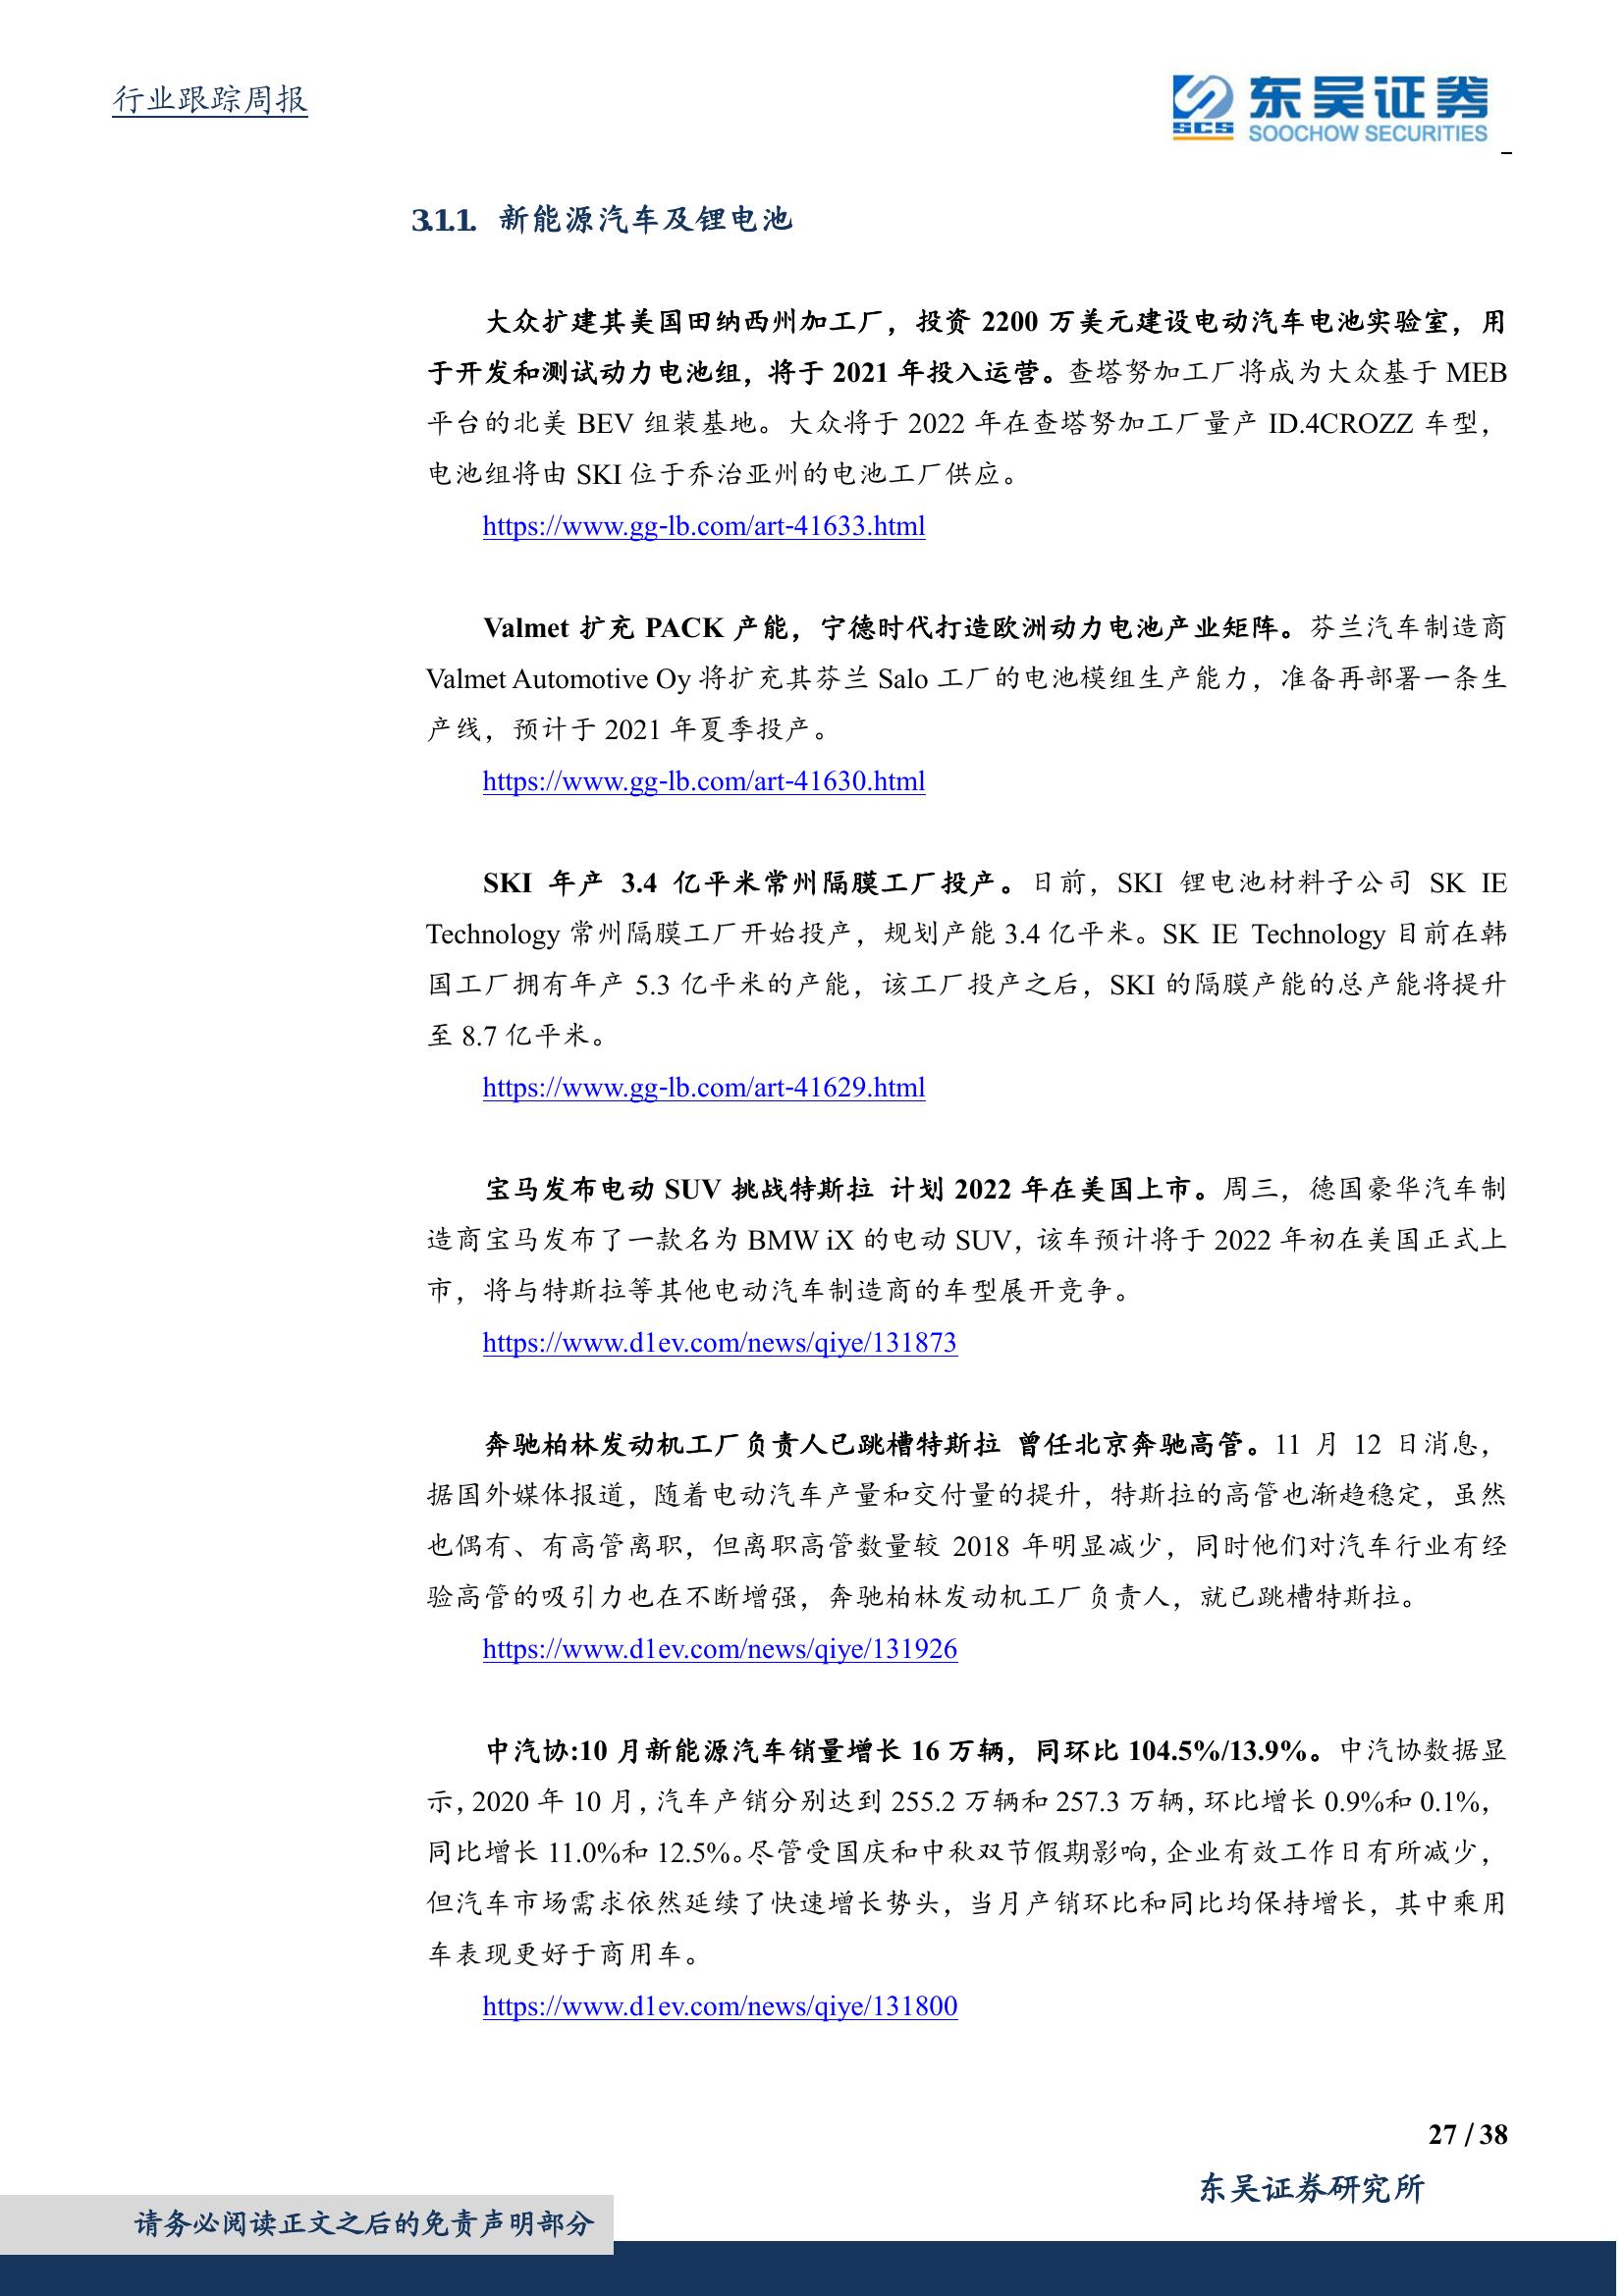 行业跟踪周报
SCS
东吴证券
SOOCHOW SECURITIES
3.1.1. 新能源汽车及锂电池
大众扩建其美国田纳西州加工厂，投资 2200 万美元建设电动汽车电池实验室，用
于开发和测试动力电池组，将于 2021 年投入运营。查塔努加工厂将成为大众基于 MEB
平台的北美 BEV 组装基地。大众将于 2022 年在查塔努加工厂量产 ID.4CROZZ 车型，
电池组将由 SKI 位于乔治亚州的电池工厂供应。
https://www.gg-lb.com/art-41633.html
Valmet 扩充 PACK 产能，宁德时代打造欧洲动力电池产业矩阵。芬兰汽车制造商
Valmet Automotive Oy 将扩充其芬兰 Salo 工厂的电池模组生产能力，准备再部署一条生
产线，预计于 2021 年夏季投产。
https://www.gg-lb.com/art-41630.html
SKI 年产 3.4 亿平米常州隔膜工厂投产。日前，SKI 锂电池材料子公司 SK IE
Technology 常州隔膜工厂开始投产，规划产能 3.4 亿平米。SK IE Technology 目前在韩
国工厂拥有年产 5.3 亿平米的产能，该工厂投产之后，SKI 的隔膜产能的总产能将提升
至 8.7 亿平米。
https://www.gg-lb.com/art-41629.html
宝马发布电动 SUV 挑战特斯拉 计划 2022 年在美国上市。周三，德国豪华汽车制
造商宝马发布了一款名为 BMW iX 的电动 SUV，该车预计将于 2022 年初在美国正式上
市，将与特斯拉等其他电动汽车制造商的车型展开竞争。
https://www.d1ev.com/news/qiye/131873
奔驰柏林发动机工厂负责人已跳槽特斯拉 曾任北京奔驰高管。11 月 12 日消息，
据国外媒体报道，随着电动汽车产量和交付量的提升，特斯拉的高管也渐趋稳定，虽然
也偶有、有高管离职，但离职高管数量较 2018 年明显减少，同时他们对汽车行业有经
验高管的吸引力也在不断增强，奔驰柏林发动机工厂负责人，就已跳槽特斯拉。
https://www.d1ev.com/news/qiye/131926
中汽协:10 月新能源汽车销量增长 16 万辆，同环比 104.5%/13.9%。中汽协数据显
示，2020 年 10 月，汽车产销分别达到 255.2 万辆和 257.3 万辆，环比增长 0.9%和 0.1%，
同比增长 11.0%和 12.5%。尽管受国庆和中秋双节假期影响，企业有效工作日有所减少，
但汽车市场需求依然延续了快速增长势头，当月产销环比和同比均保持增长，其中乘用
车表现更好于商用车。
https://www.d1ev.com/news/qiye/131800
27 / 38
东吴证券研究所
请务必阅读正文之后的免责声明部分